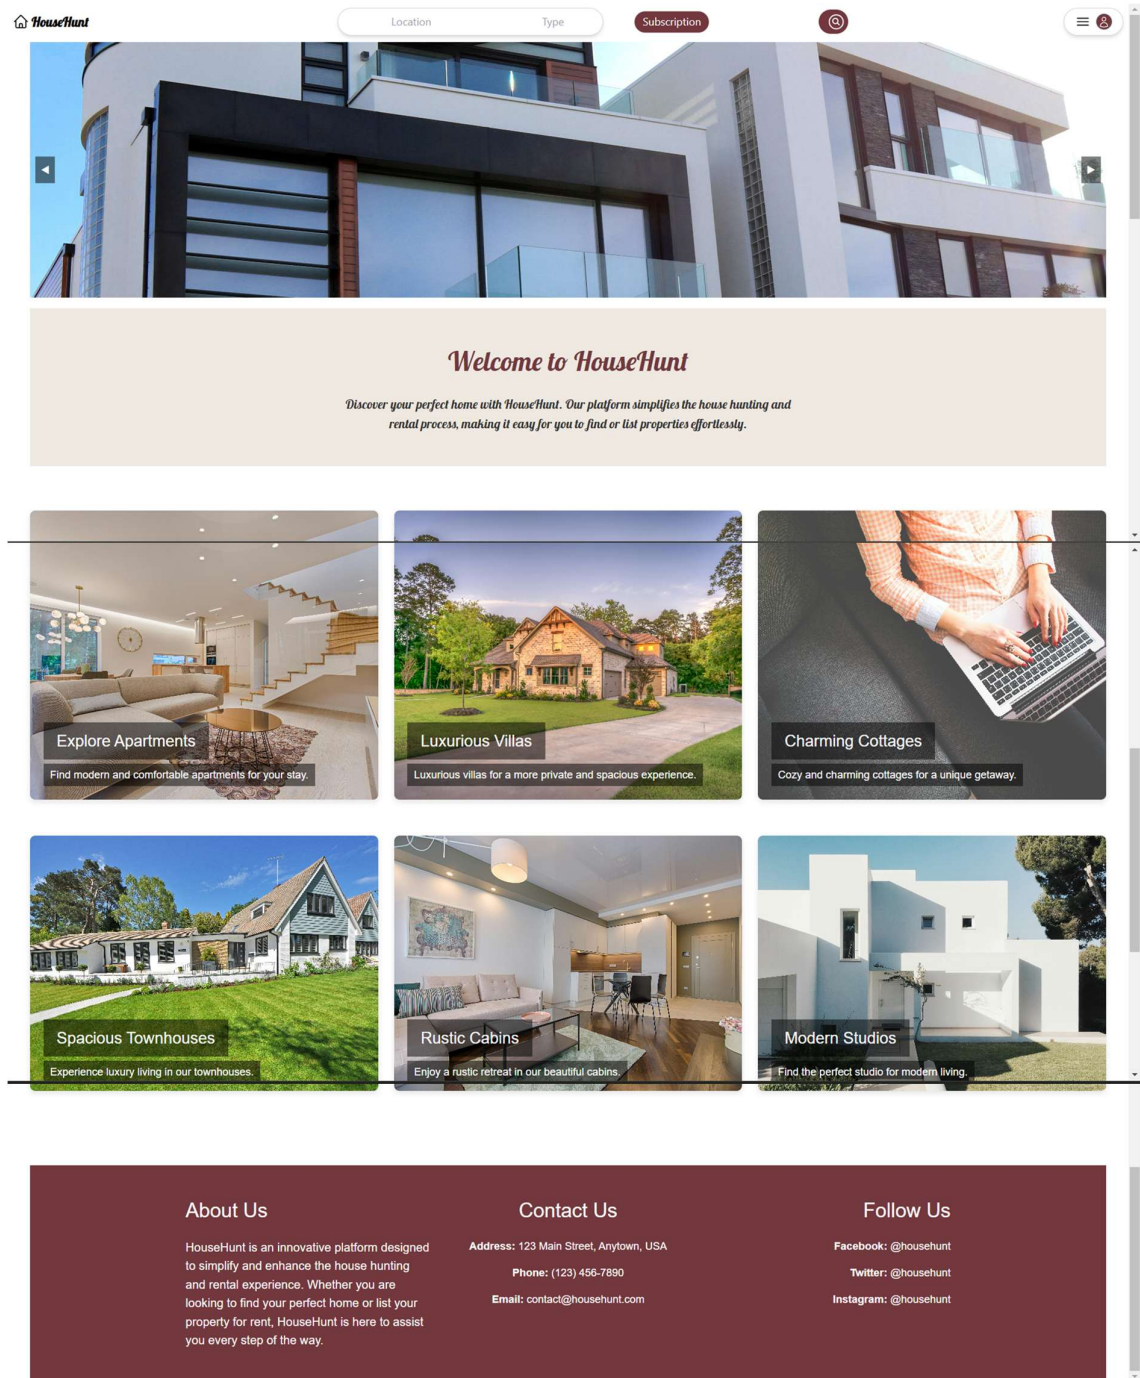 HouseHunt
Location Type Subscription
Welcome to HouseHunt
Discover your perfect home with HouseHunt. Our platform simplifies the house hunting and
rental process, making it easy for you to find or list properties effortlessly.
Explore Apartments
Find modern and comfortable apartments for your stay.
Luxurious Villas
Luxurious villas for a more private and spacious experience.
Charming Cottages
Cozy and charming cottages for a unique getaway.
Spacious Townhouses
Experience luxury living in our townhouses.
Rustic Cabins
Enjoy a rustic retreat in our beautiful cabins.
Modern Studios
Find the perfect studio for modern living.
About Us
HouseHunt is an innovative platform designed
to simplify and enhance the house hunting
and rental experience. Whether you are
looking to find your perfect home or list your
property for rent, HouseHunt is here to assist
you every step of the way.
Contact Us
Address: 123 Main Street, Anytown, USA
Phone: (123) 456-7890
Email: contact@househunt.com
Follow Us
Facebook: @househunt
Twitter: @househunt
Instagram: @househunt